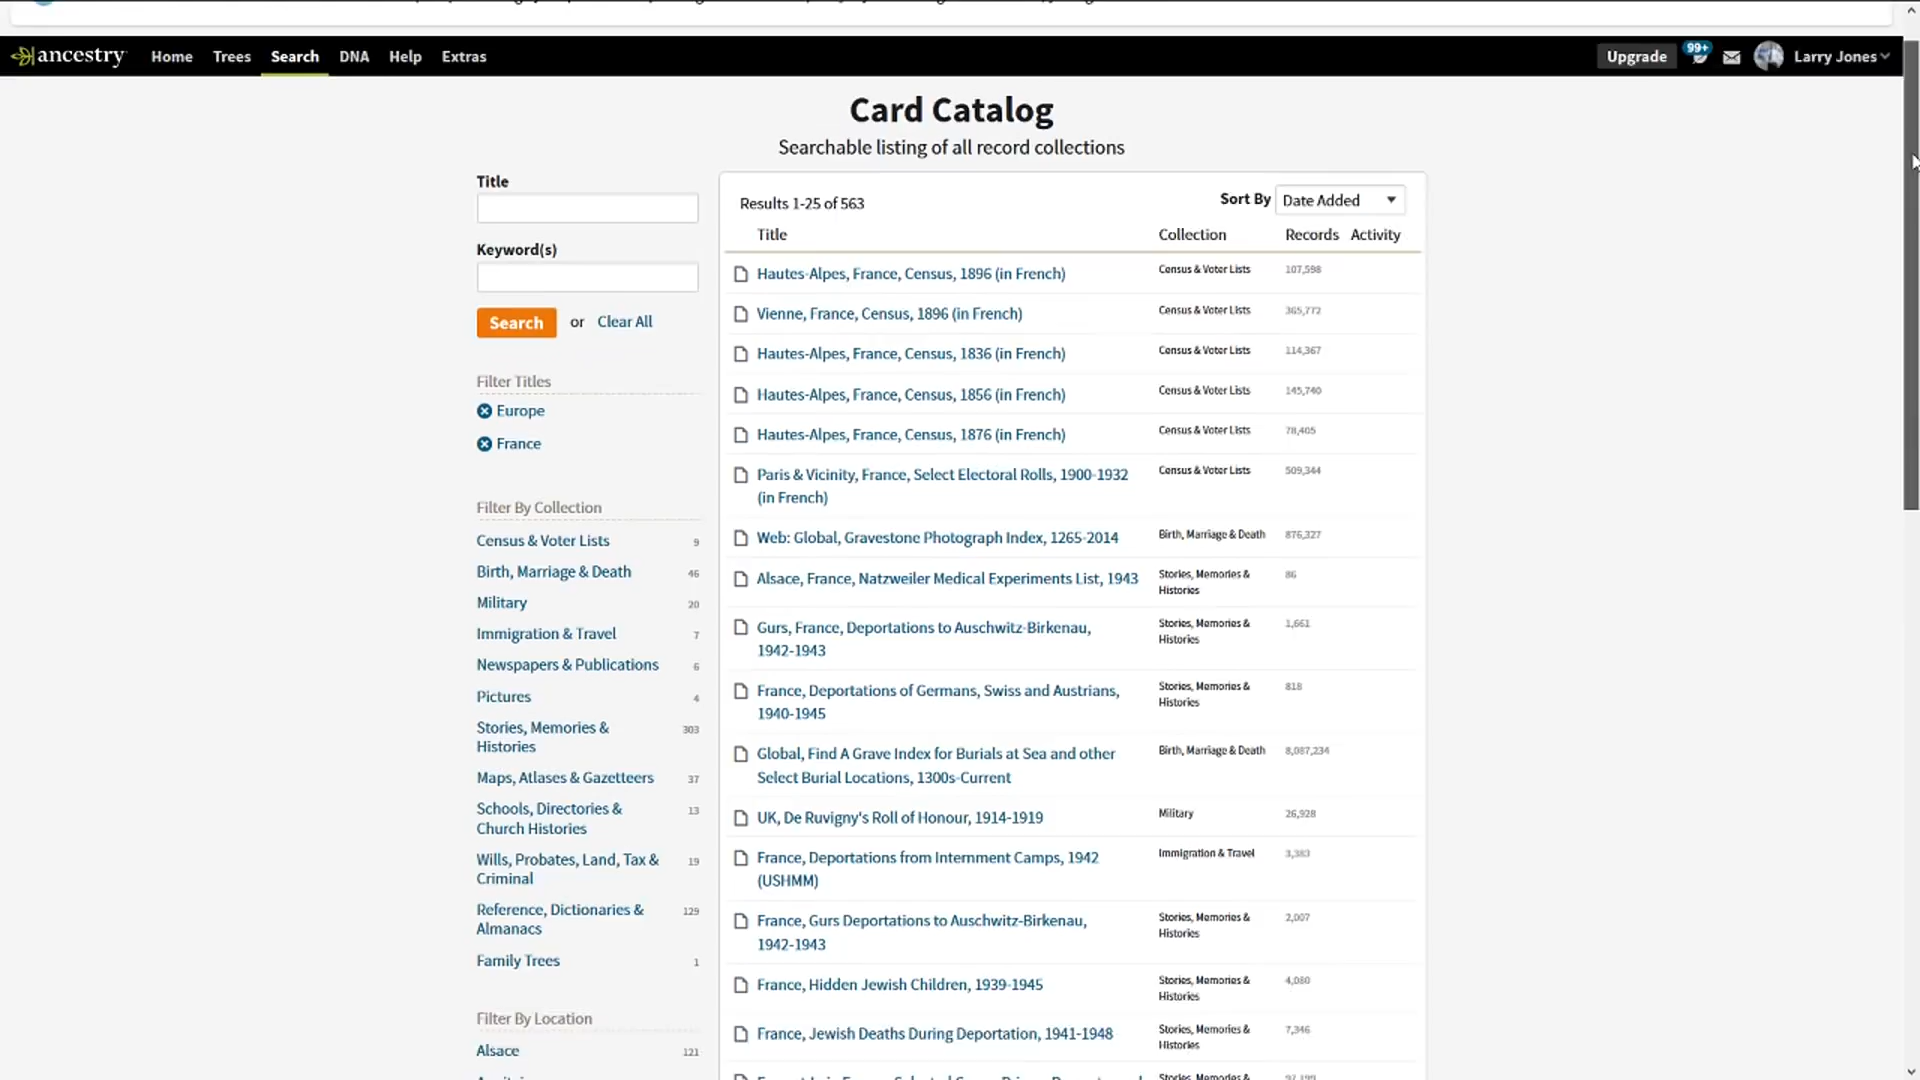 ancestry
Home Trees Search DNA Help Extras
Upgrade 99+ Larry Jones
Card Catalog
Searchable listing of all record collections
Title
Keyword(s)
Search or Clear All
Filter Titles
Europe
France
Filter By Collection
Census & Voter Lists 9
Birth, Marriage & Death 46
Military 20
Immigration & Travel 7
Newspapers & Publications 6
Pictures 4
Stories, Memories & 303
Histories
Maps, Atlases & Gazetteers 37
Schools, Directories & 13
Church Histories
Wills, Probates, Land, Tax & 19
Criminal
Reference, Dictionaries & 129
Almanacs
Family Trees 1
Filter By Location
Alsace 121
Results 1-25 of 563
Sort By Date Added
Title Collection Records Activity
Hautes-Alpes, France, Census, 1896 (in French) Census & Voter Lists 107,598
Vienne, France, Census, 1896 (in French) Census & Voter Lists 365,772
Hautes-Alpes, France, Census, 1836 (in French) Census & Voter Lists 114,367
Hautes-Alpes, France, Census, 1856 (in French) Census & Voter Lists 145,740
Hautes-Alpes, France, Census, 1876 (in French) Census & Voter Lists 78,405
Paris & Vicinity, France, Select Electoral Rolls, 1900-1932 Census & Voter Lists 509,344
(in French)
Web: Global, Gravestone Photograph Index, 1265-2014 Birth, Marriage & Death 876,327
Alsace, France, Natzweiler Medical Experiments List, 1943 Stories, Memories & 86
Histories
Gurs, France, Deportations to Auschwitz-Birkenau, Stories, Memories & 1,661
1942-1943 Histories
France, Deportations of Germans, Swiss and Austrians, Stories, Memories & 818
1940-1945 Histories
Global, Find A Grave Index for Burials at Sea and other Birth, Marriage & Death 8,087,234
Select Burial Locations, 1300s-Current
UK, De Ruvigny's Roll of Honour, 1914-1919 Military 26,928
France, Deportations from Internment Camps, 1942 Immigration & Travel 3,383
(USHMM)
France, Gurs Deportations to Auschwitz-Birkenau, Stories, Memories & 2,007
1942-1943 Histories
France, Hidden Jewish Children, 1939-1945 Stories, Memories & 4,080
Histories
France, Jewish Deaths During Deportation, 1941-1948 Stories, Memories & 7,346
Histories